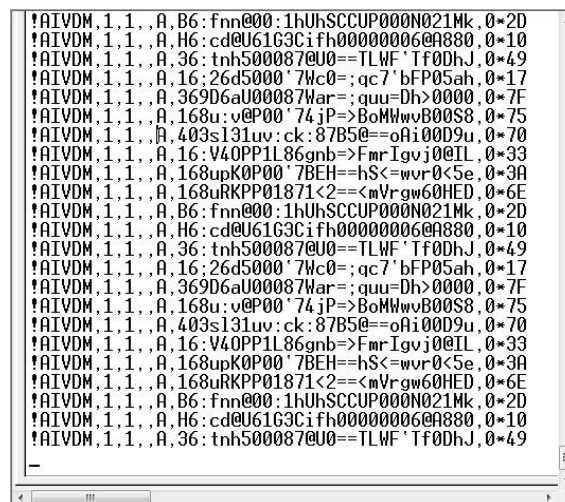 !AIVDM,1,1,,A,B6:fnn@00:1hUhSCCUP000N021Mk,0*2D
!AIVDM,1,1,,A,H6:cd@U61G3Cifh00000006@A880,0*10
!AIVDM,1,1,,A,36:tnh500087@U0==TLWF`Tf0DhJ,0*49
!AIVDM,1,1,,A,16;26d5000`7Wc0=;qc7`bFP05ah,0*17
!AIVDM,1,1,,A,369D6aU00087War=;quu=Dh>0000,0*7F
!AIVDM,1,1,,A,168u:v@P00`74jP=>BoMWwvB00S8,0*75
!AIVDM,1,1,,A,403sl31uv:ck:87B5@==oAi00D9u,0*70
!AIVDM,1,1,,A,16:V4OPP1L86gnb=>FmrIgvj0@IL,0*33
!AIVDM,1,1,,A,168upK0P00`7BEH==hS<=wvr0<5e,0*3A
!AIVDM,1,1,,A,168uRKPP01871<2==<mVrgw60HED,0*6E
!AIVDM,1,1,,A,B6:fnn@00:1hUhSCCUP000N021Mk,0*2D
!AIVDM,1,1,,A,H6:cd@U61G3Cifh00000006@A880,0*10
!AIVDM,1,1,,A,36:tnh500087@U0==TLWF`Tf0DhJ,0*49
!AIVDM,1,1,,A,16;26d5000`7Wc0=;qc7`bFP05ah,0*17
!AIVDM,1,1,,A,369D6aU00087War=;quu=Dh>0000,0*7F
!AIVDM,1,1,,A,168u:v@P00`74jP=>BoMWwvB00S8,0*75
!AIVDM,1,1,,A,403sl31uv:ck:87B5@==oAi00D9u,0*70
!AIVDM,1,1,,A,16:V4OPP1L86gnb=>FmrIgvj0@IL,0*33
!AIVDM,1,1,,A,168upK0P00`7BEH==hS<=wvr0<5e,0*3A
!AIVDM,1,1,,A,168uRKPP01871<2==<mVrgw60HED,0*6E
!AIVDM,1,1,,A,B6:fnn@00:1hUhSCCUP000N021Mk,0*2D
!AIVDM,1,1,,A,H6:cd@U61G3Cifh00000006@A880,0*10
!AIVDM,1,1,,A,36:tnh500087@U0==TLWF`Tf0DhJ,0*49